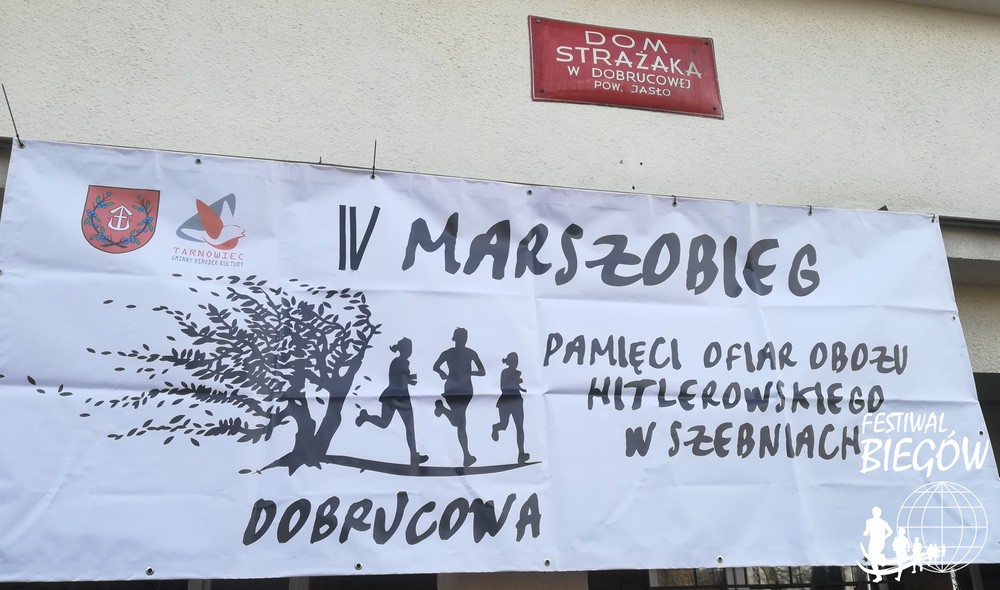 DOM
STRAŻAKA
W DOBRUCOWEJ
POW. JASŁO
TARNOWIEC
GMINNY OŚRODEK KULTURY
IV MARSZOBIEG
PAMIĘCI OFIAR OBOZU
HITLEROWSKIEGO
W SZEBNIACH
DOBRUCOWA
FESTIWAL
BIEGÓW